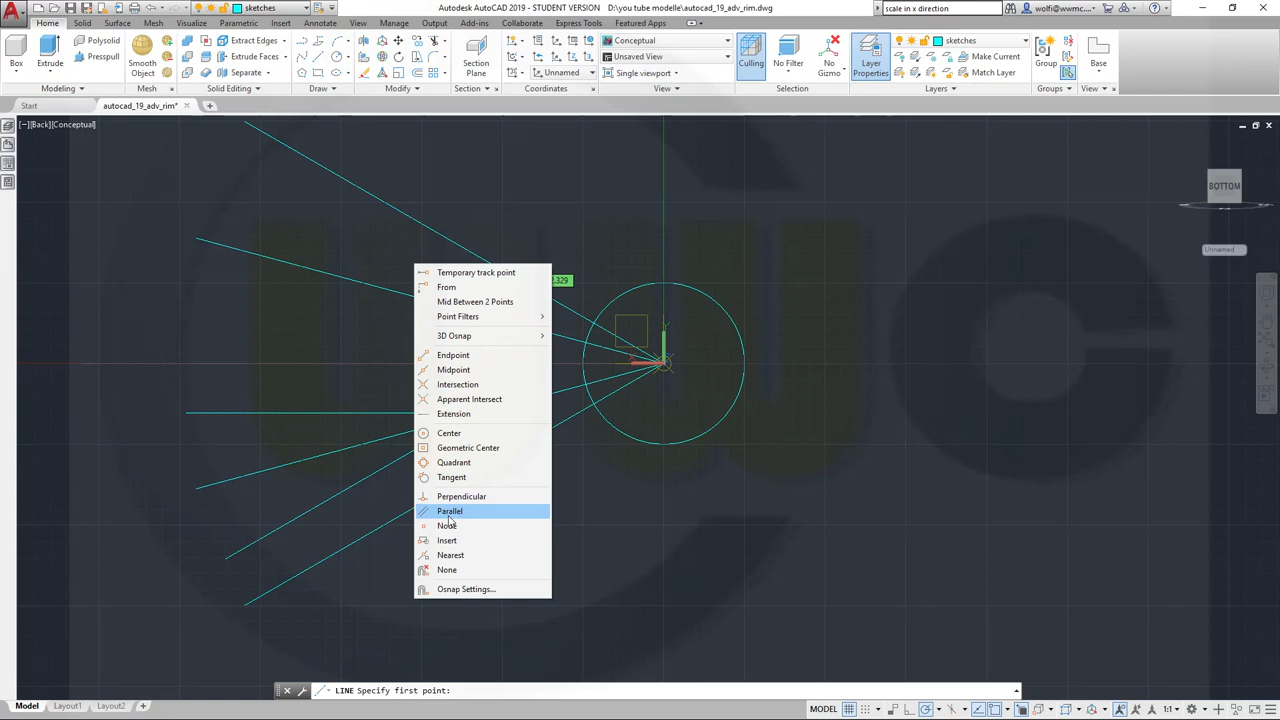 Autodesk AutoCAD 2019 - STUDENT VERSION D:\you tube modelle\autocad_19_adv_rim.dwg
sketches
scale in x direction
wolfi@wwmc...
Home Solid Surface Mesh Visualize Parametric Insert Annotate View Manage Output Add-ins Collaborate Express Tools Featured Apps
Box
Extrude
Polysolid
Presspull
Smooth Object
Extract Edges
Extrude Faces
Separate
Section Plane
Unnamed
Conceptual
Unsaved View
Single viewport
Culling
No Filter
No Gizmo
Layer Properties
sketches
Make Current
Match Layer
Group
Base
Modeling
Mesh
Solid Editing
Draw
Modify
Section
Coordinates
View
Selection
Layers
Groups
View
Start
autocad_19_adv_rim*
[−][Back][Conceptual]
BOTTOM
Unnamed
Y
Temporary track point
From
Mid Between 2 Points
Point Filters
3D Osnap
Endpoint
Midpoint
Intersection
Apparent Intersect
Extension
Center
Geometric Center
Quadrant
Tangent
Perpendicular
Parallel
Node
Insert
Nearest
None
Osnap Settings...
LINE Specify first point:
Model Layout1 Layout2
MODEL
1:1